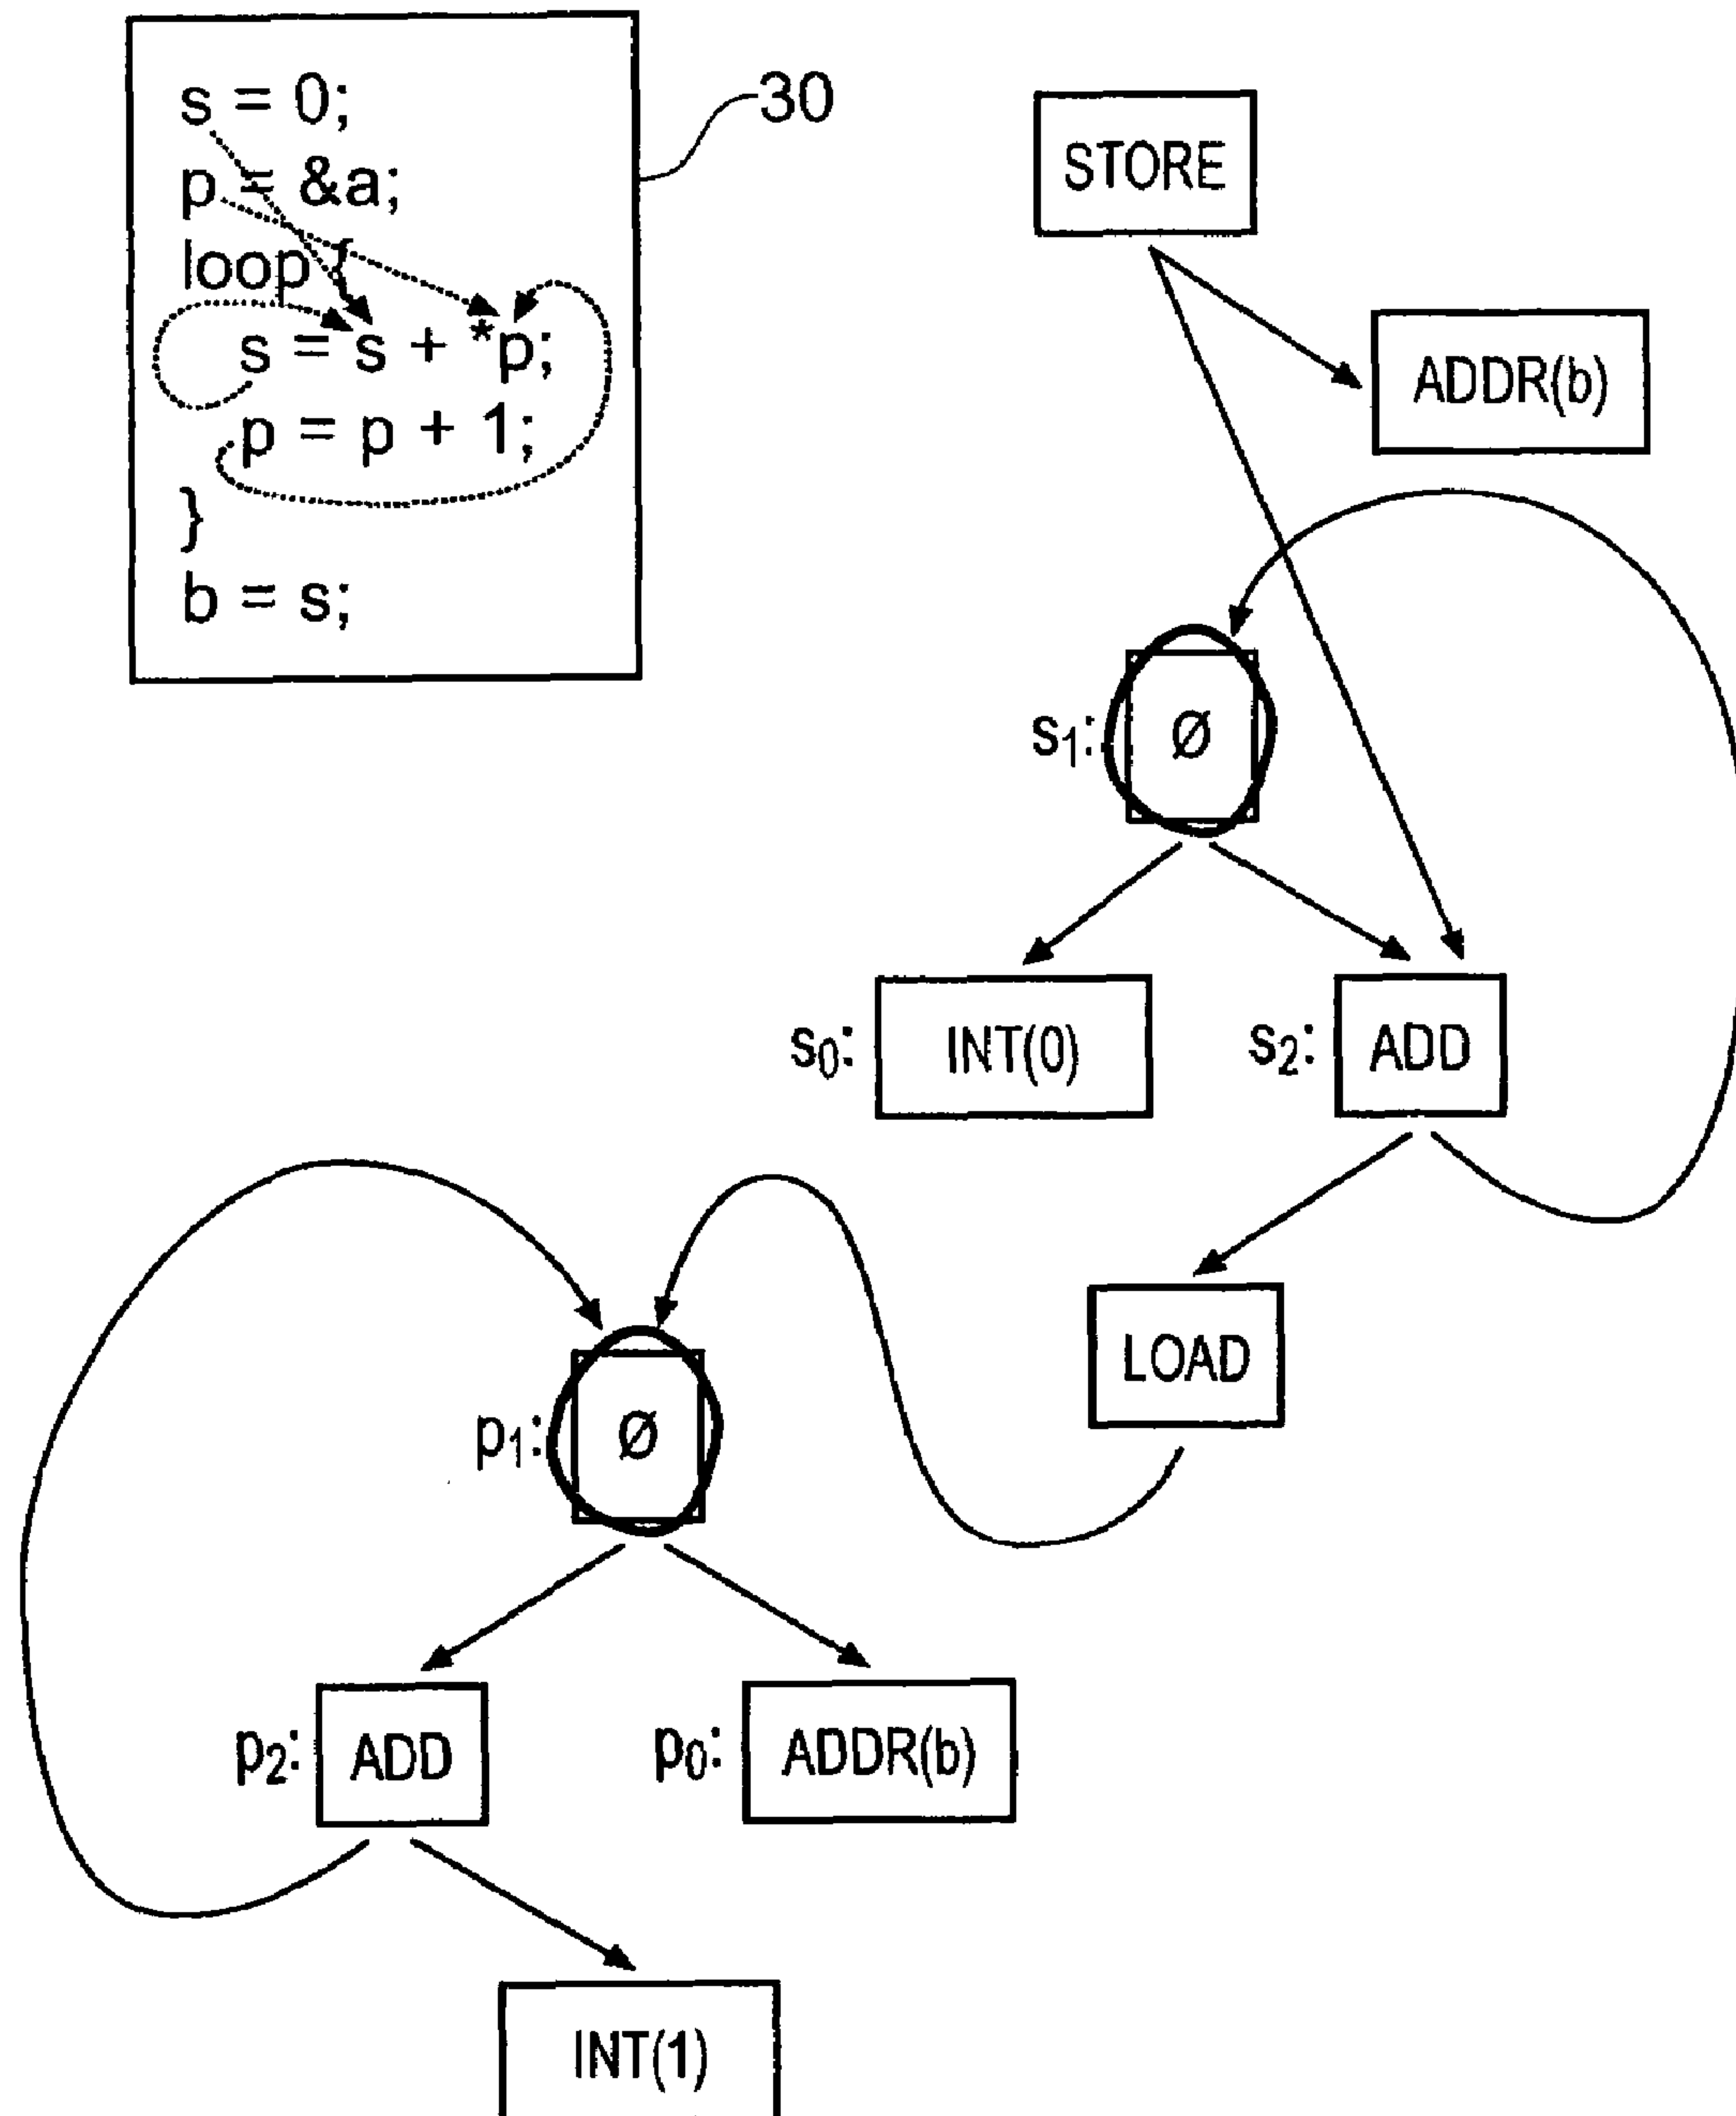 s = 0;
p = &a;
loop {
s = s + *p;
p = p + 1;
}
b = s;
30
STORE
ADDR(b)
s₁: Ø
s₀: INT(0)
s₂: ADD
LOAD
p₁: Ø
p₂: ADD
p₀: ADDR(b)
INT(1)